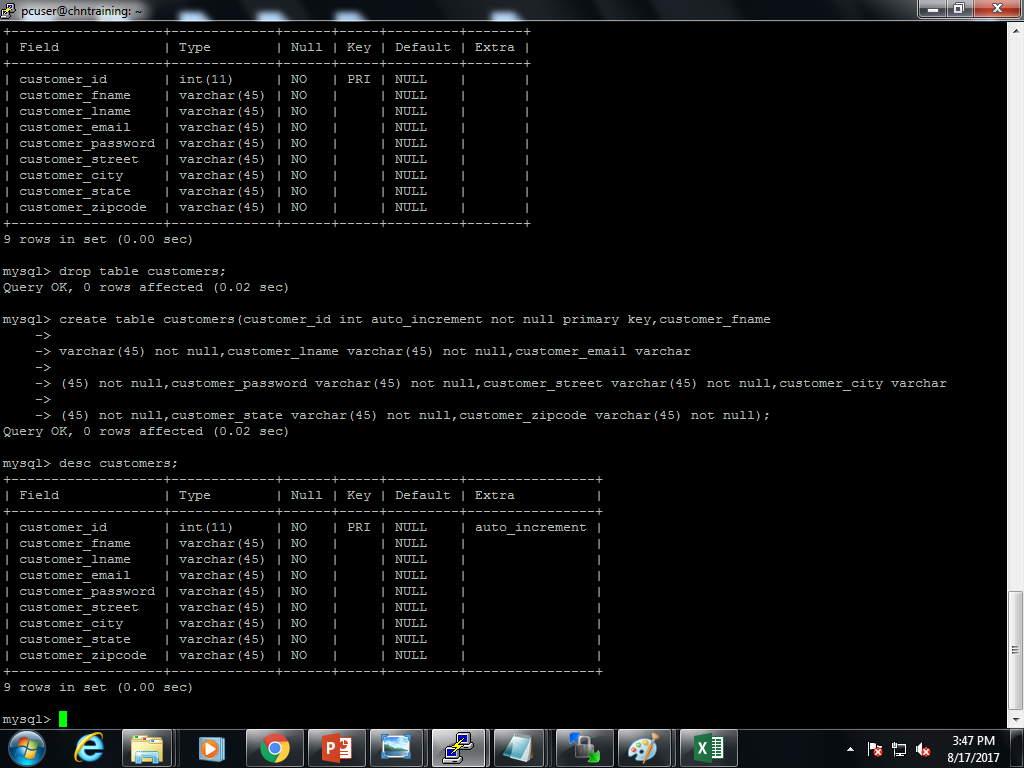 pcuser@chntraining: ~
+-------------------+-------------+------+-----+---------+-------+
| Field             | Type        | Null | Key | Default | Extra |
+-------------------+-------------+------+-----+---------+-------+
| customer_id       | int(11)     | NO   | PRI | NULL    |       |
| customer_fname    | varchar(45) | NO   |     | NULL    |       |
| customer_lname    | varchar(45) | NO   |     | NULL    |       |
| customer_email    | varchar(45) | NO   |     | NULL    |       |
| customer_password | varchar(45) | NO   |     | NULL    |       |
| customer_street   | varchar(45) | NO   |     | NULL    |       |
| customer_city     | varchar(45) | NO   |     | NULL    |       |
| customer_state    | varchar(45) | NO   |     | NULL    |       |
| customer_zipcode  | varchar(45) | NO   |     | NULL    |       |
+-------------------+-------------+------+-----+---------+-------+
9 rows in set (0.00 sec)
mysql> drop table customers;
Query OK, 0 rows affected (0.02 sec)
mysql> create table customers(customer_id int auto_increment not null primary key,customer_fname
    ->
    -> varchar(45) not null,customer_lname varchar(45) not null,customer_email varchar
    ->
    -> (45) not null,customer_password varchar(45) not null,customer_street varchar(45) not null,customer_city varchar
    ->
    -> (45) not null,customer_state varchar(45) not null,customer_zipcode varchar(45) not null);
Query OK, 0 rows affected (0.02 sec)
mysql> desc customers;
+-------------------+-------------+------+-----+---------+----------------+
| Field             | Type        | Null | Key | Default | Extra          |
+-------------------+-------------+------+-----+---------+----------------+
| customer_id       | int(11)     | NO   | PRI | NULL    | auto_increment |
| customer_fname    | varchar(45) | NO   |     | NULL    |                |
| customer_lname    | varchar(45) | NO   |     | NULL    |                |
| customer_email    | varchar(45) | NO   |     | NULL    |                |
| customer_password | varchar(45) | NO   |     | NULL    |                |
| customer_street   | varchar(45) | NO   |     | NULL    |                |
| customer_city     | varchar(45) | NO   |     | NULL    |                |
| customer_state    | varchar(45) | NO   |     | NULL    |                |
| customer_zipcode  | varchar(45) | NO   |     | NULL    |                |
+-------------------+-------------+------+-----+---------+----------------+
9 rows in set (0.00 sec)
mysql>
3:47 PM
8/17/2017